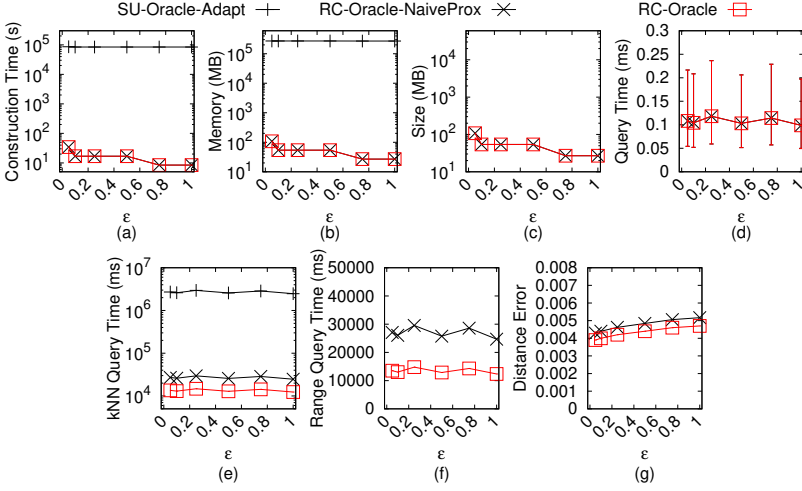 SU-Oracle-Adapt RC-Oracle-NaiveProx RC-Oracle
Construction Time (s)
10^5
10^4
10^3
10^2
10^1
0 0.2 0.4 0.6 0.8 1
ε
(a)
Memory (MB)
10^5
10^4
10^3
10^2
10^1
0 0.2 0.4 0.6 0.8 1
ε
(b)
Size (MB)
10^4
10^3
10^2
10^1
0 0.2 0.4 0.6 0.8 1
ε
(c)
Query Time (ms)
0.3
0.25
0.2
0.15
0.1
0.05
0
0 0.2 0.4 0.6 0.8 1
ε
(d)
kNN Query Time (ms)
10^7
10^6
10^5
10^4
0 0.2 0.4 0.6 0.8 1
ε
(e)
Range Query Time (ms)
50000
40000
30000
20000
10000
0
0 0.2 0.4 0.6 0.8 1
ε
(f)
Distance Error
0.008
0.006
0.005
0.004
0.002
0
0 0.2 0.4 0.6 0.8 1
ε
(g)